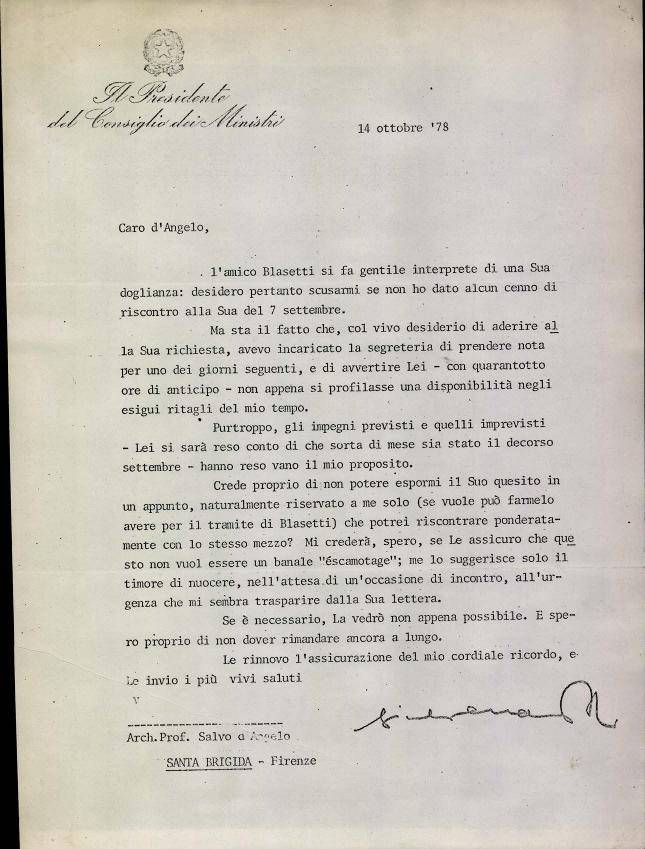 Il Presidente
del Consiglio dei Ministri
14 ottobre '78
Caro d'Angelo,
l'amico Blasetti si fa gentile interprete di una Sua
doglianza: desidero pertanto scusarmi se non ho dato alcun cenno di
riscontro alla Sua del 7 settembre.
Ma sta il fatto che, col vivo desiderio di aderire al
la Sua richiesta, avevo incaricato la segreteria di prendere nota
per uno dei giorni seguenti, e di avvertire Lei - con quarantotto
ore di anticipo - non appena si profilasse una disponibilità negli
esigui ritagli del mio tempo.
Purtroppo, gli impegni previsti e quelli imprevisti
- Lei si sarà reso conto di che sorta di mese sia stato il decorso
settembre - hanno reso vano il mio proposito.
Crede proprio di non potere espormi il Suo quesito in
un appunto, naturalmente riservato a me solo (se vuole può farmelo
avere per il tramite di Blasetti) che potrei riscontrare ponderata-
mente con lo stesso mezzo? Mi crederà, spero, se Le assicuro che que
sto non vuol essere un banale "éscamotage"; me lo suggerisce solo il
timore di nuocere, nell'attesa di un'occasione di incontro, all'ur-
genza che mi sembra trasparire dalla Sua lettera.
Se è necessario, La vedrò non appena possibile. E spe-
ro proprio di non dover rimandare ancora a lungo.
Le rinnovo l'assicurazione del mio cordiale ricordo, e
Le invio i più vivi saluti
Arch.Prof. Salvo d'Angelo
SANTA BRIGIDA - Firenze